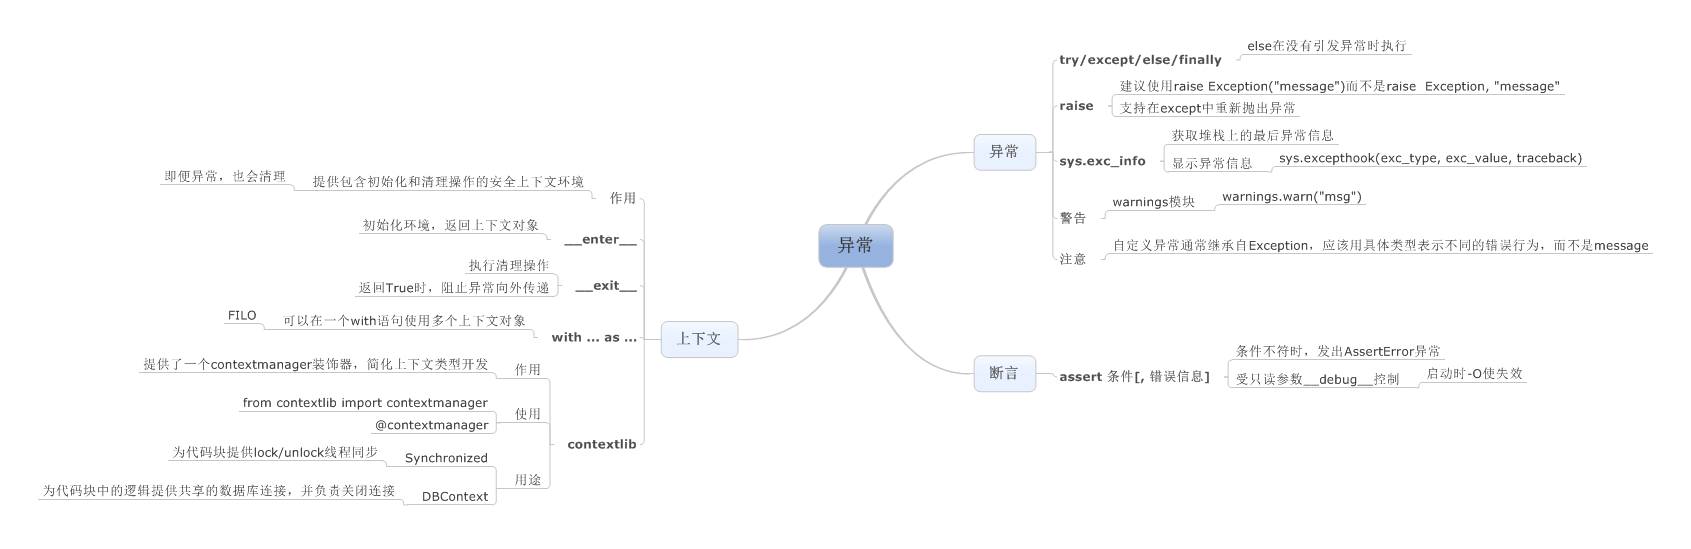 异常
异常
try/except/else/finally
else在没有引发异常时执行
raise
建议使用raise Exception("message")而不是raise  Exception, "message"
支持在except中重新抛出异常
sys.exc_info
获取堆栈上的最后异常信息
显示异常信息
sys.excepthook(exc_type, exc_value, traceback)
警告
warnings模块
warnings.warn("msg")
注意
自定义异常通常继承自Exception，应该用具体类型表示不同的错误行为，而不是message
断言
assert 条件[, 错误信息]
条件不符时，发出AssertError异常
受只读参数__debug__控制
启动时-O使失效
上下文
作用
提供包含初始化和清理操作的安全上下文环境
即便异常，也会清理
__enter__
初始化环境，返回上下文对象
__exit__
执行清理操作
返回True时，阻止异常向外传递
with ... as ...
可以在一个with语句使用多个上下文对象
FILO
contextlib
作用
提供了一个contextmanager装饰器，简化上下文类型开发
使用
from contextlib import contextmanager
@contextmanager
用途
Synchronized
为代码块提供lock/unlock线程同步
DBContext
为代码块中的逻辑提供共享的数据库连接，并负责关闭连接